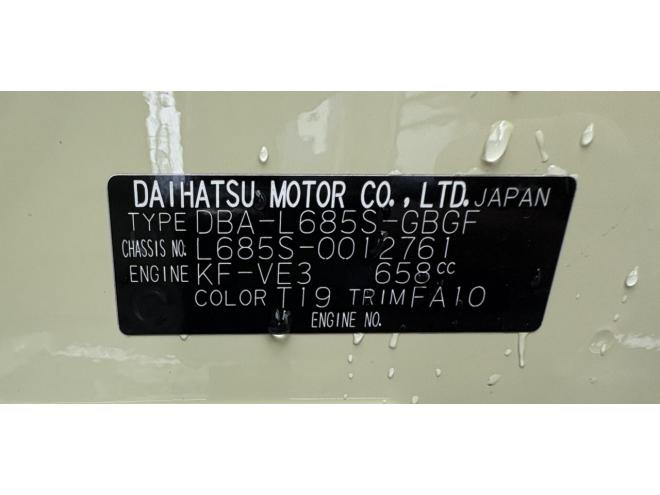 DAIHATSU MOTOR CO., LTD. JAPAN
TYPE DBA-L685S-GBGF
CHASSIS NO. L685S-0012761
ENGINE KF-VE3 658cc
COLOR T19 TRIM FA10
ENGINE NO.